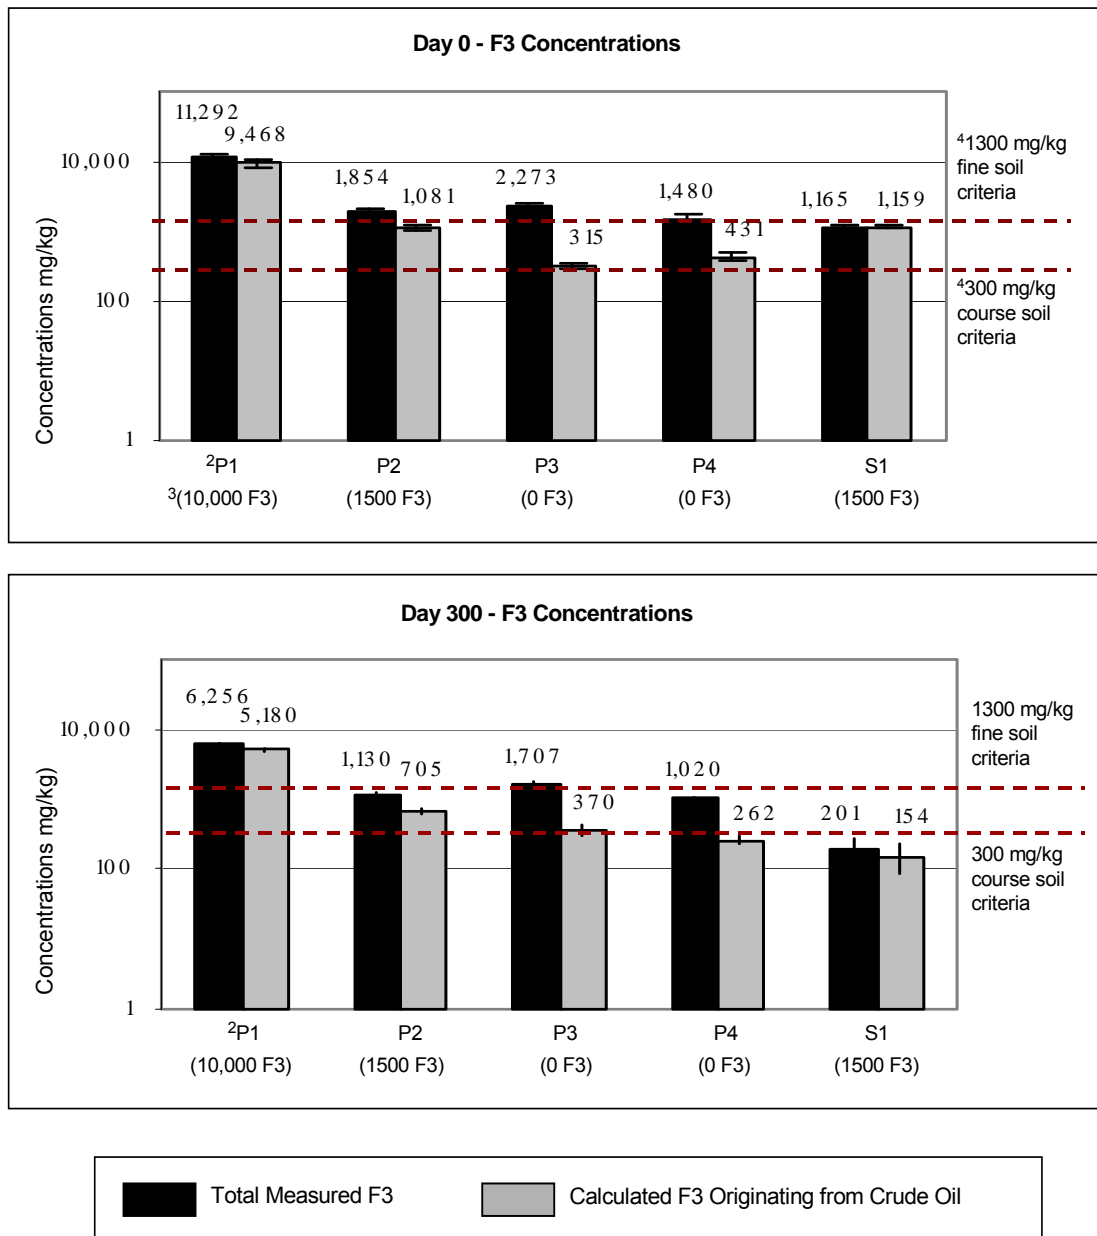 Day 0 - F3 Concentrations
Concentrations mg/kg
10,000
100
1
11,292
9,468
1,854
1,081
2,273
315
1,480
431
1,165
1,159
⁴1300 mg/kg
fine soil
criteria
⁴300 mg/kg
course soil
criteria
²P1
P2
P3
P4
S1
³(10,000 F3)
(1500 F3)
(0 F3)
(0 F3)
(1500 F3)
Day 300 - F3 Concentrations
Concentrations mg/kg)
10,000
100
1
6,256
5,180
1,130
705
1,707
370
1,020
262
201
154
1300 mg/kg
fine soil
criteria
300 mg/kg
course soil
criteria
²P1
P2
P3
P4
S1
(10,000 F3)
(1500 F3)
(0 F3)
(0 F3)
(1500 F3)
Total Measured F3
Calculated F3 Originating from Crude Oil